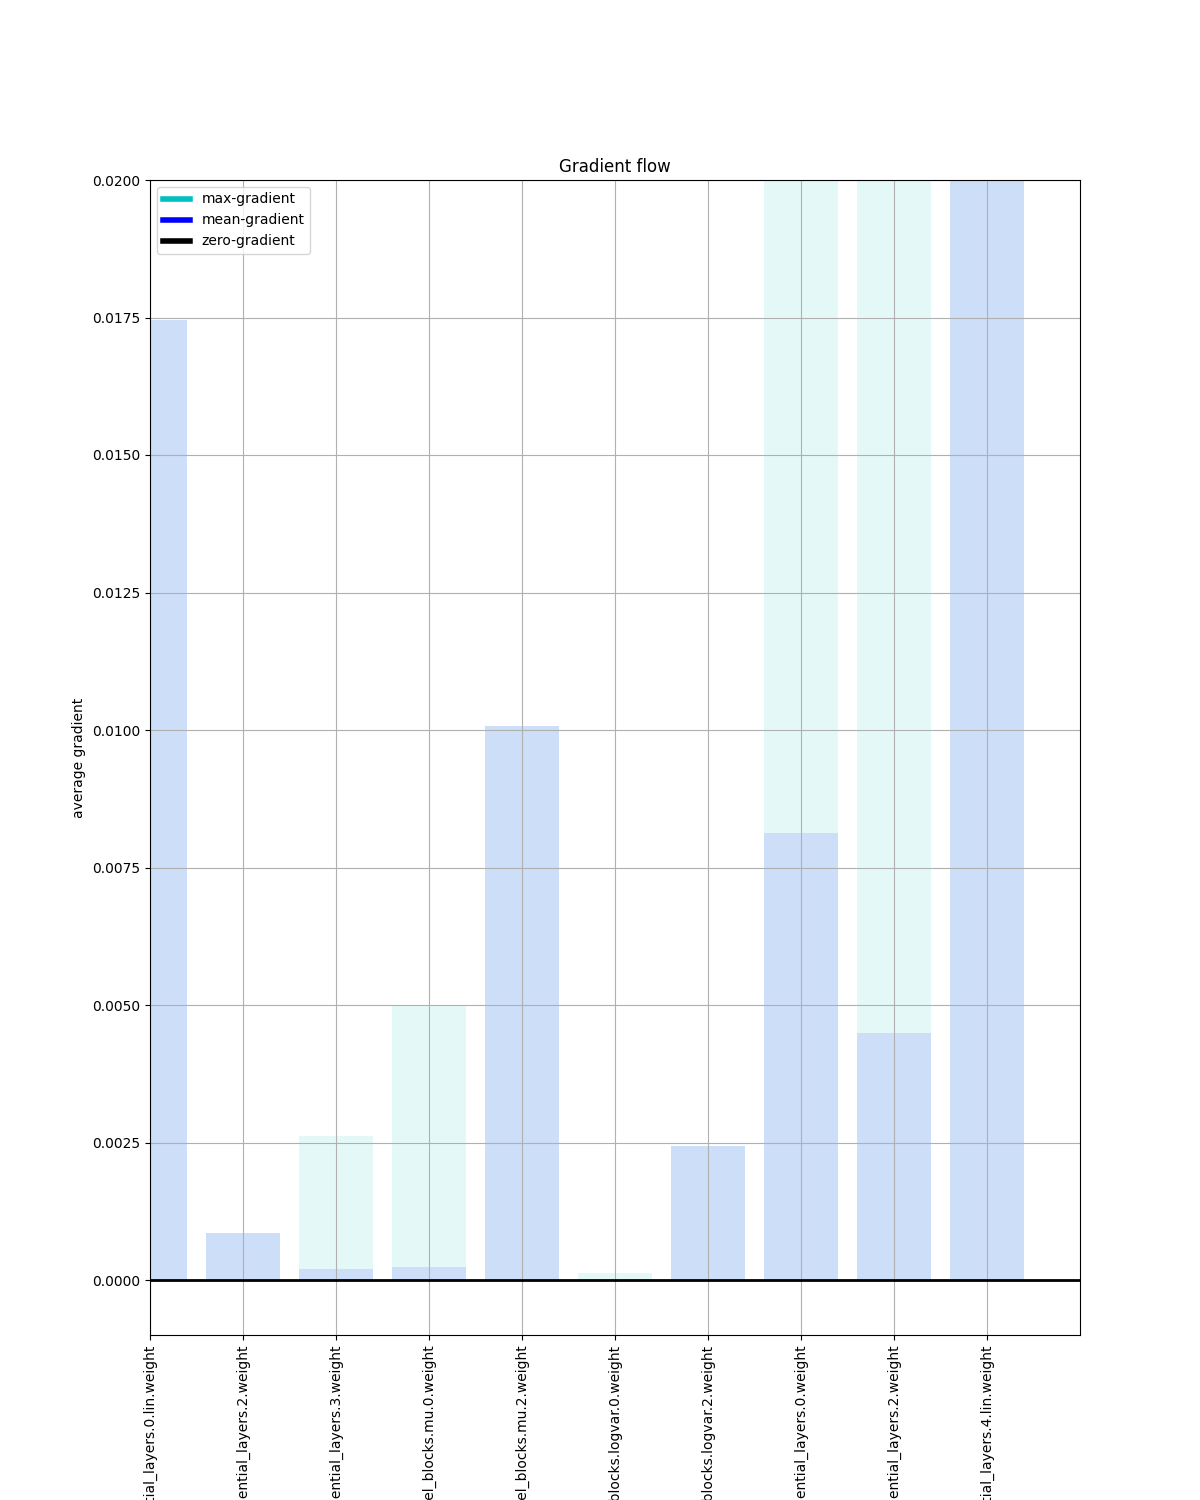 Gradient flow
max-gradient
mean-gradient
zero-gradient
0.0200
0.0175
0.0150
0.0125
0.0100
0.0075
0.0050
0.0025
0.0000
average gradient
tial_layers.0.lin.weight
ential_layers.2.weight
ential_layers.3.weight
el_blocks.mu.0.weight
el_blocks.mu.2.weight
blocks.logvar.0.weight
blocks.logvar.2.weight
ential_layers.0.weight
ential_layers.2.weight
tial_layers.4.lin.weight